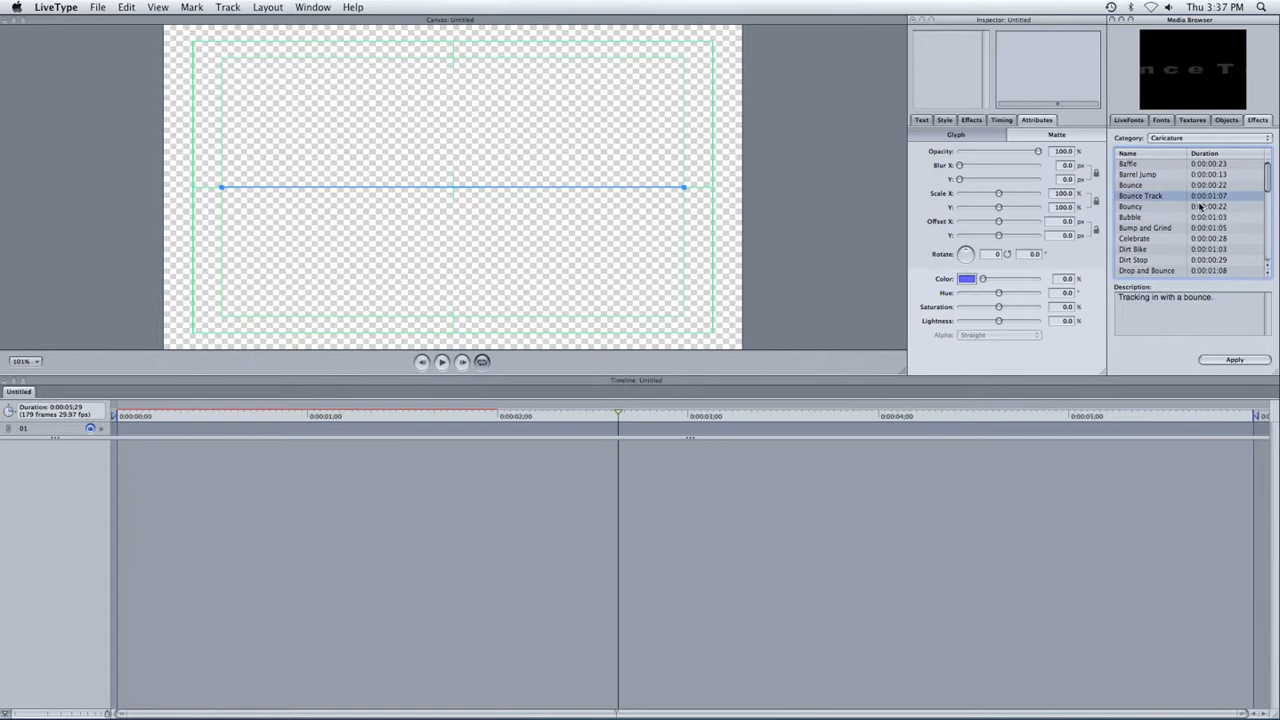 LiveType File Edit View Mark Track Layout Window Help Thu 3:37 PM
Canvas: Untitled
Inspector: Untitled
Media Browser
n c e T
Text Style Effects Timing Attributes
LiveFonts Fonts Textures Objects Effects
Glyph Matte
Category: Caricature
Opacity: 100.0 %
Blur X: 0.0 px
Y: 0.0 px
Scale X: 100.0 %
Y: 100.0 %
Offset X: 0.0 px
Y: 0.0 px
Rotate: 0 0.0 °
Color: 0.0 %
Hue: 0.0 °
Saturation: 0.0 %
Lightness: 0.0 %
Alpha: Straight
Name Duration
Baffle 0:00:00:23
Barrel Jump 0:00:00:13
Bounce 0:00:00:22
Bounce Track 0:00:01:07
Bouncy 0:00:00:22
Bubble 0:00:01:03
Bump and Grind 0:00:01:05
Celebrate 0:00:00:28
Dirt Bike 0:00:01:03
Dirt Stop 0:00:00:29
Drop and Bounce 0:00:01:08
Description:
Tracking in with a bounce.
Apply
101%
Timeline: Untitled
Untitled
Duration: 0:00:05;29
(179 frames 29.97 fps)
0:00:00;00 0:00:01;00 0:00:02;00 0:00:03;00 0:00:04;00 0:00:05;00 0:0
01